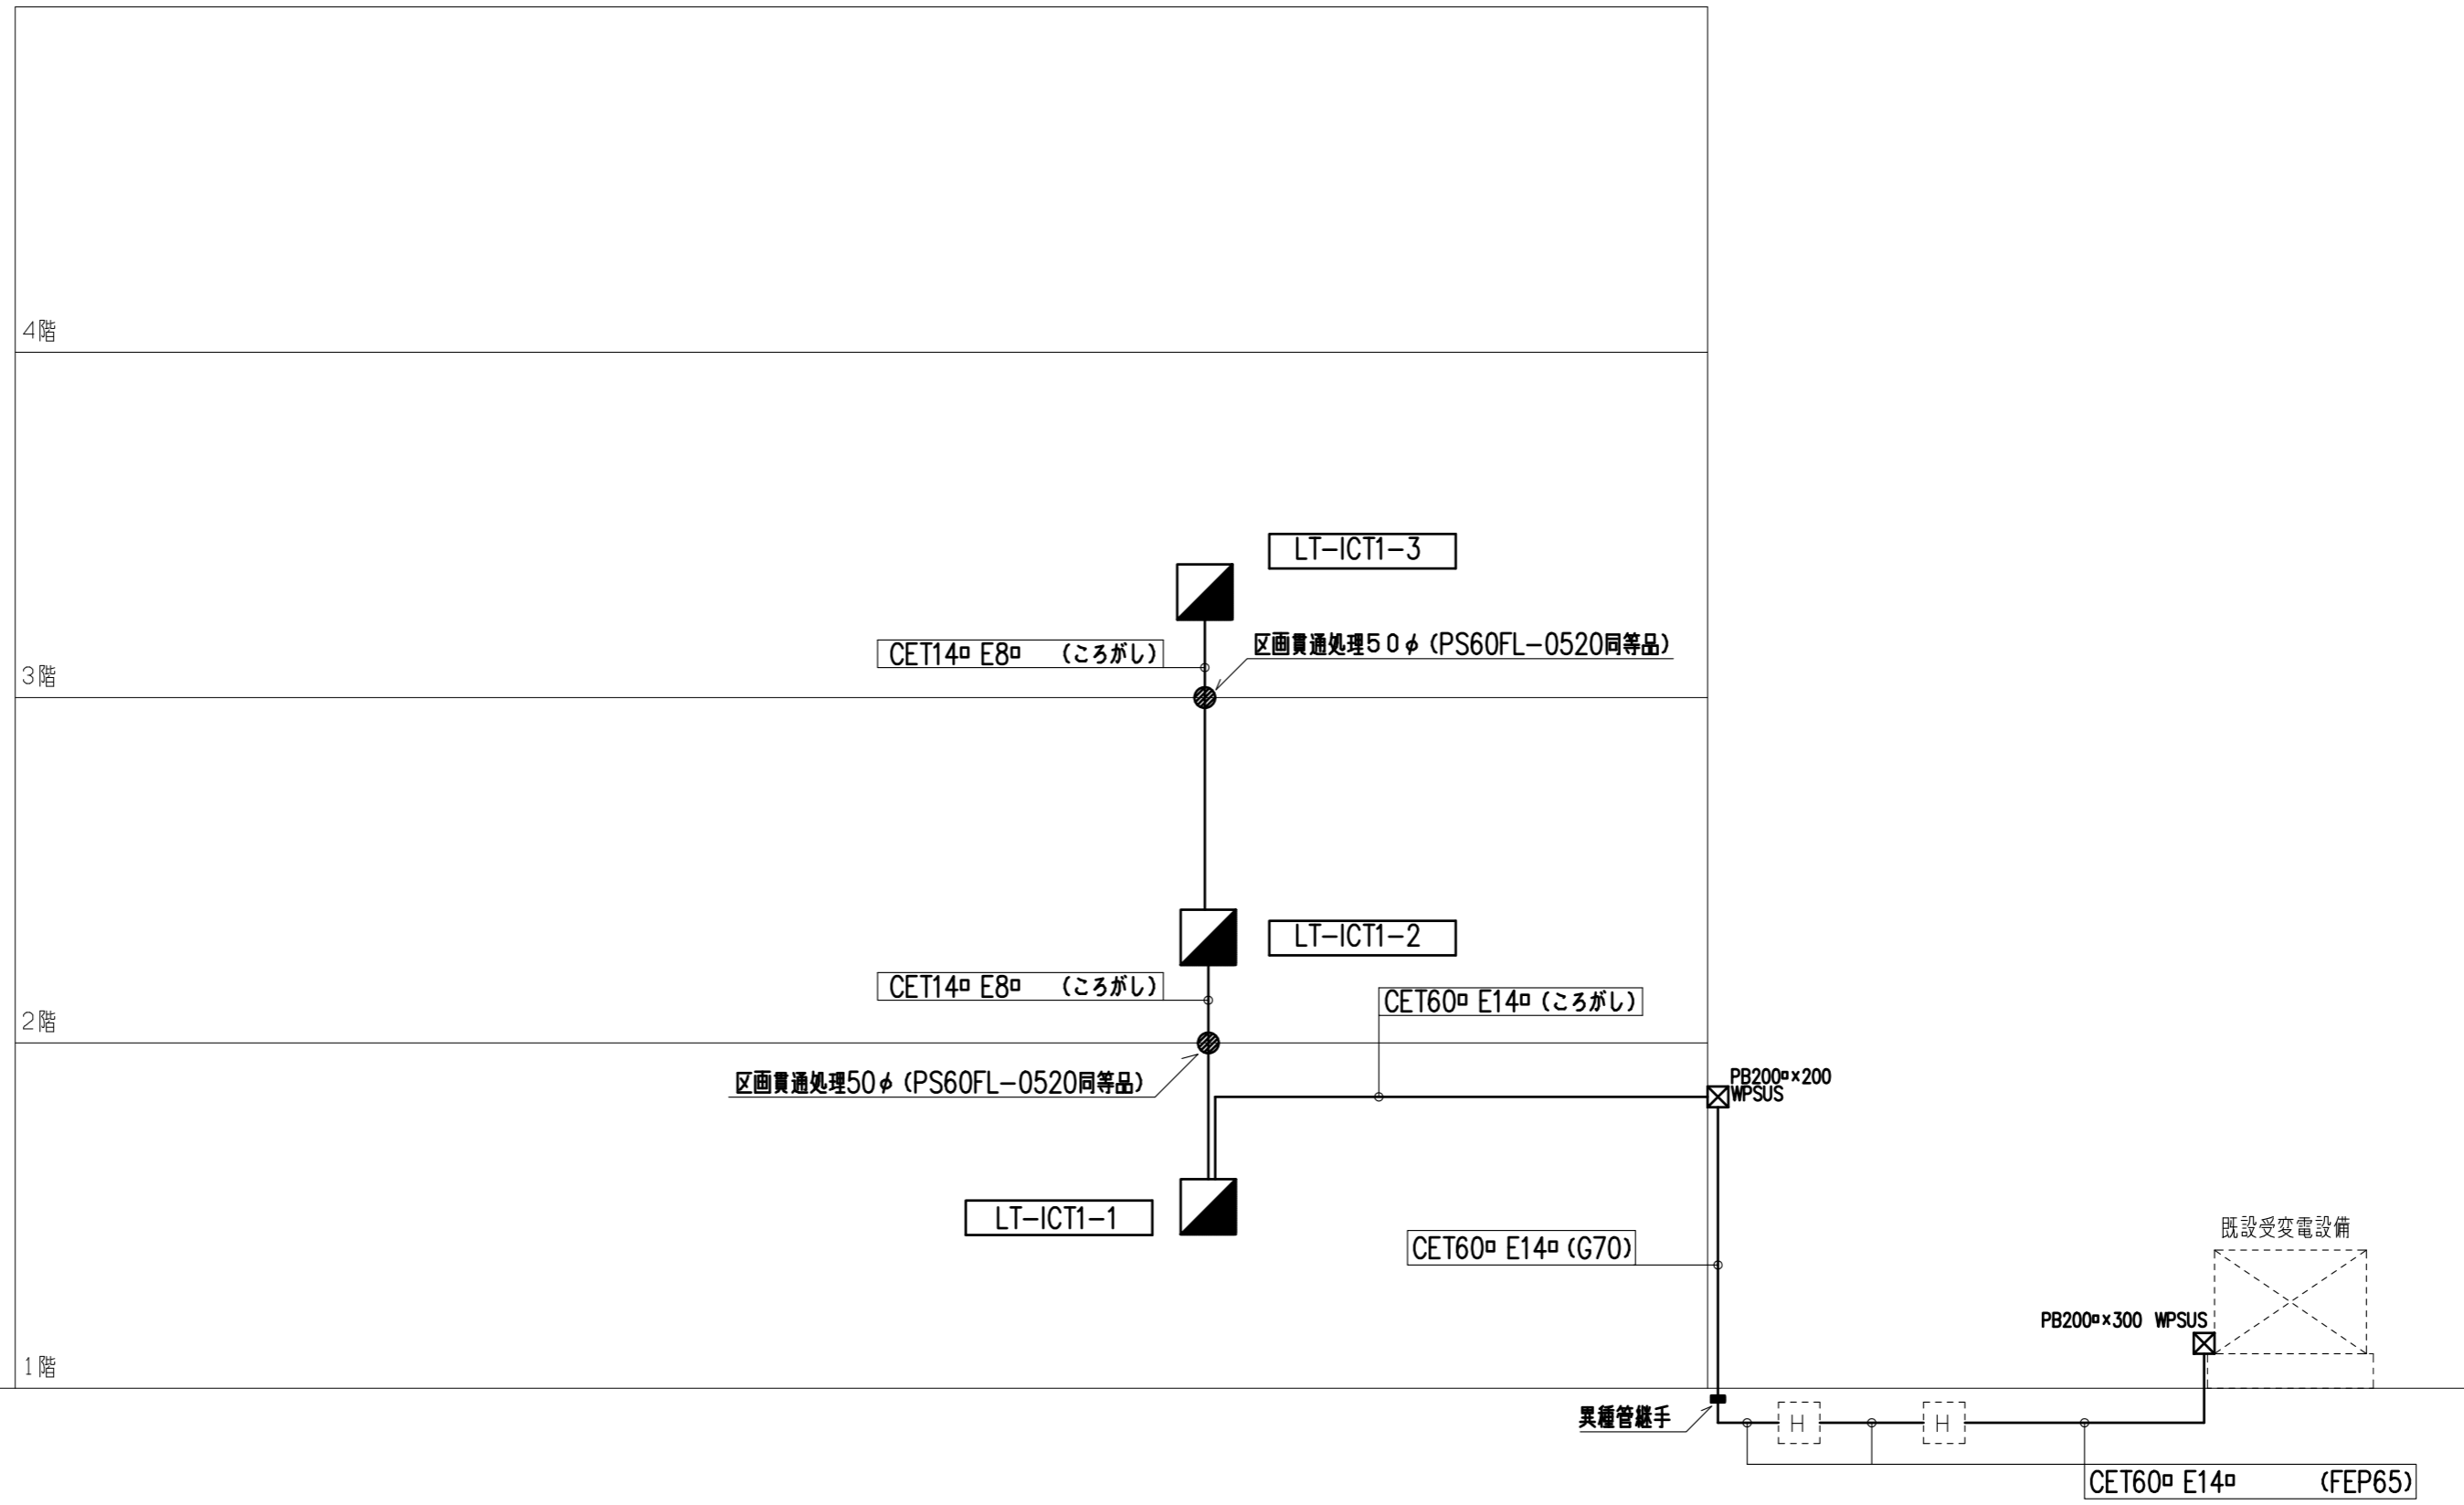 4階
LT-ICT1-3
CET14□ E8□ (ころがし)
区画貫通処理50φ (PS60FL-0520同等品)
3階
LT-ICT1-2
CET14□ E8□ (ころがし)
CET60□ E14□ (ころがし)
2階
区画貫通処理50φ (PS60FL-0520同等品)
PB200□×200
WPSUS
LT-ICT1-1
CET60□ E14□ (G70)
既設受変電設備
PB200□×300 WPSUS
1階
異種管継手
H
H
CET60□ E14□ (FEP65)